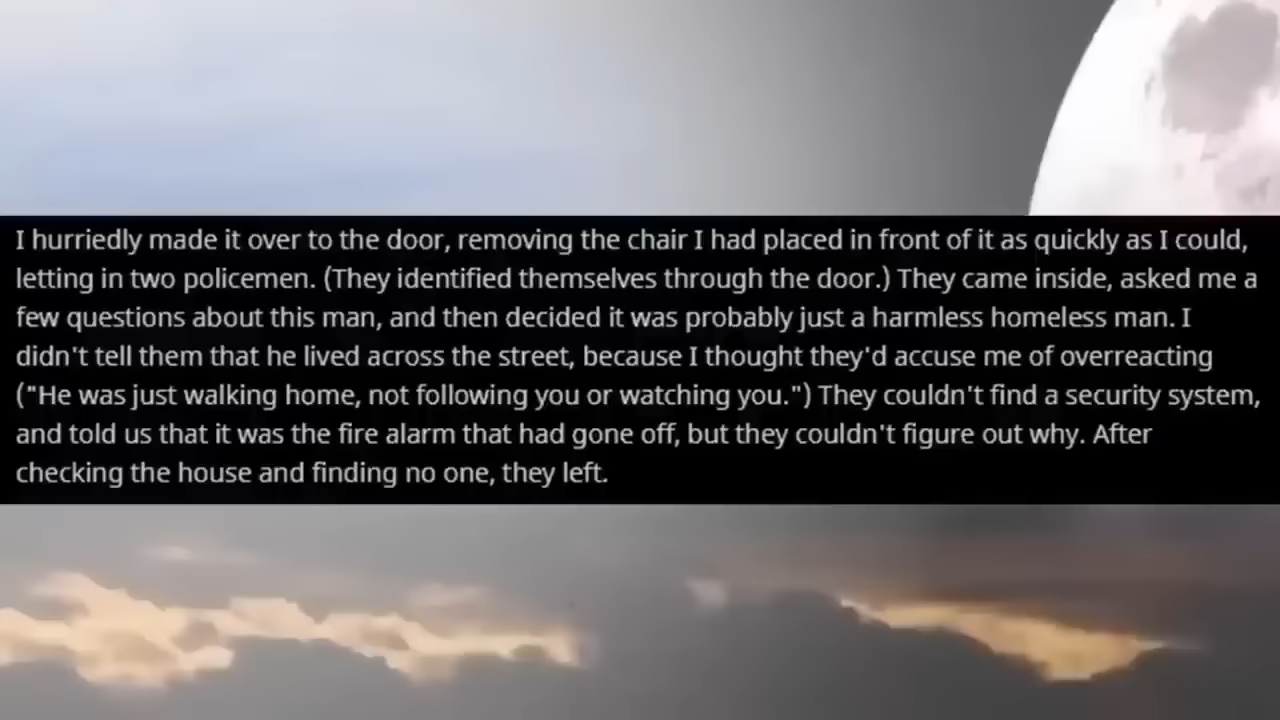 I hurriedly made it over to the door, removing the chair I had placed in front of it as quickly as I could,
letting in two policemen. (They identified themselves through the door.) They came inside, asked me a
few questions about this man, and then decided it was probably just a harmless homeless man. I
didn't tell them that he lived across the street, because I thought they'd accuse me of overreacting
("He was just walking home, not following you or watching you.") They couldn't find a security system,
and told us that it was the fire alarm that had gone off, but they couldn't figure out why. After
checking the house and finding no one, they left.